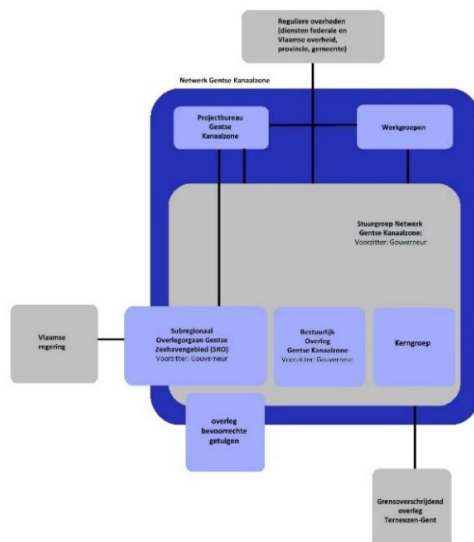 Reguliere overheden
(diensten federale en
Vlaamse overheid,
provincie, gemeente)
Netwerk Gentse Kanaalzone
Projectbureau
Gentse
Kanaalzone
Werkgroepen
Stuurgroep Netwerk
Gentse Kanaalzone:
Voorzitter: Gouverneur
Vlaamse
regering
Subregionaal
Overlegorgaan Gentse
Zeehavengebied (SRO)
Voorzitter: Gouverneur
Bestuurlijk
Overleg
Gentse Kanaalzone
Voorzitter: Gouverneur
Kerngroep
overleg
bevoorrechte
getuigen
Grensoverschrijdend
overleg
Terneuzen-Gent